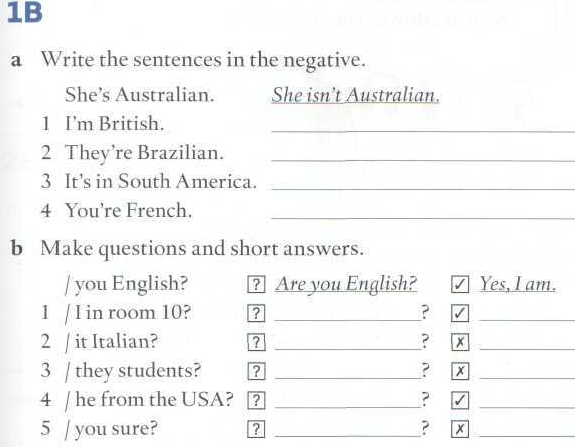 1B
a Write the sentences in the negative.
She's Australian. She isn't Australian.
1 I'm British.
2 They're Brazilian.
3 It's in South America.
4 You're French.
b Make questions and short answers.
/ you English? ? Are you English? ✓ Yes, I am.
1 / I in room 10? ? ? ✓
2 / it Italian? ? ? ✗
3 / they students? ? ? ✗
4 / he from the USA? ? ? ✓
5 / you sure? ? ? ✗